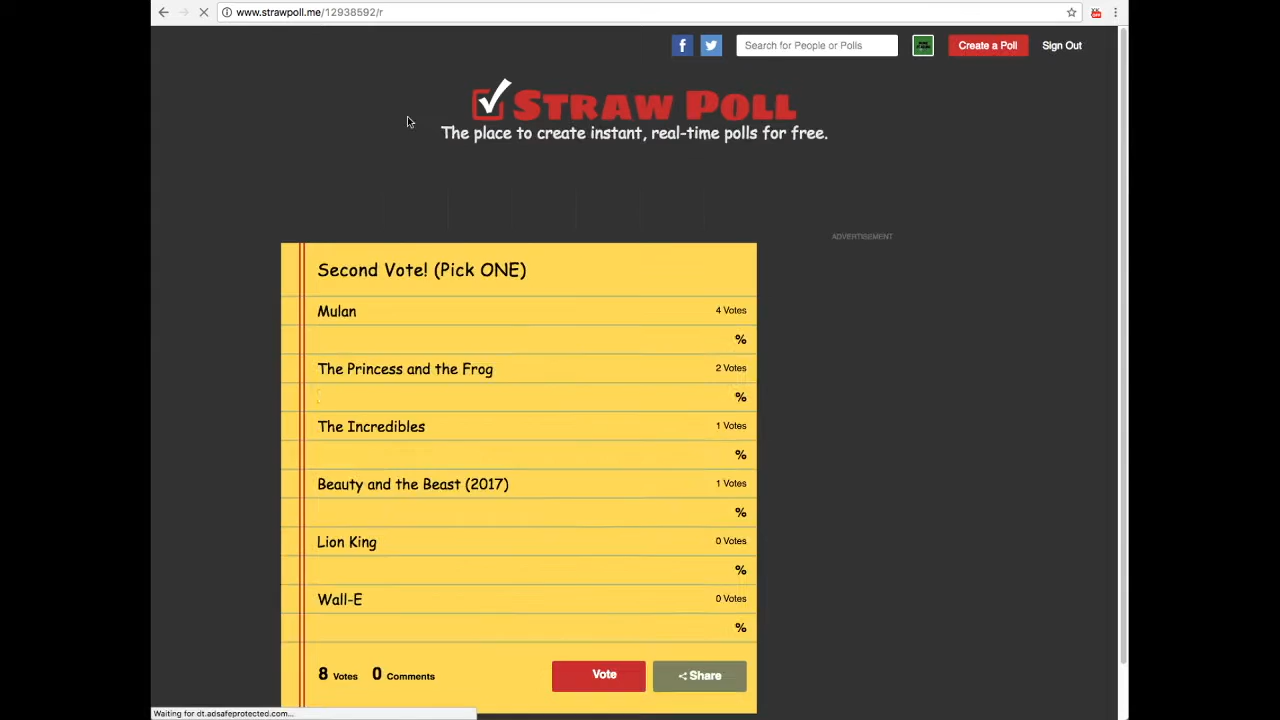 www.strawpoll.me/12938592/r
Search for People or Polls
Create a Poll
Sign Out
STRAW POLL
The place to create instant, real-time polls for free.
ADVERTISEMENT
Second Vote! (Pick ONE)
Mulan 4 Votes
%
The Princess and the Frog 2 Votes
%
The Incredibles 1 Votes
%
Beauty and the Beast (2017) 1 Votes
%
Lion King 0 Votes
%
Wall-E 0 Votes
%
8 Votes 0 Comments Vote Share
Waiting for dt.adsafeprotected.com...